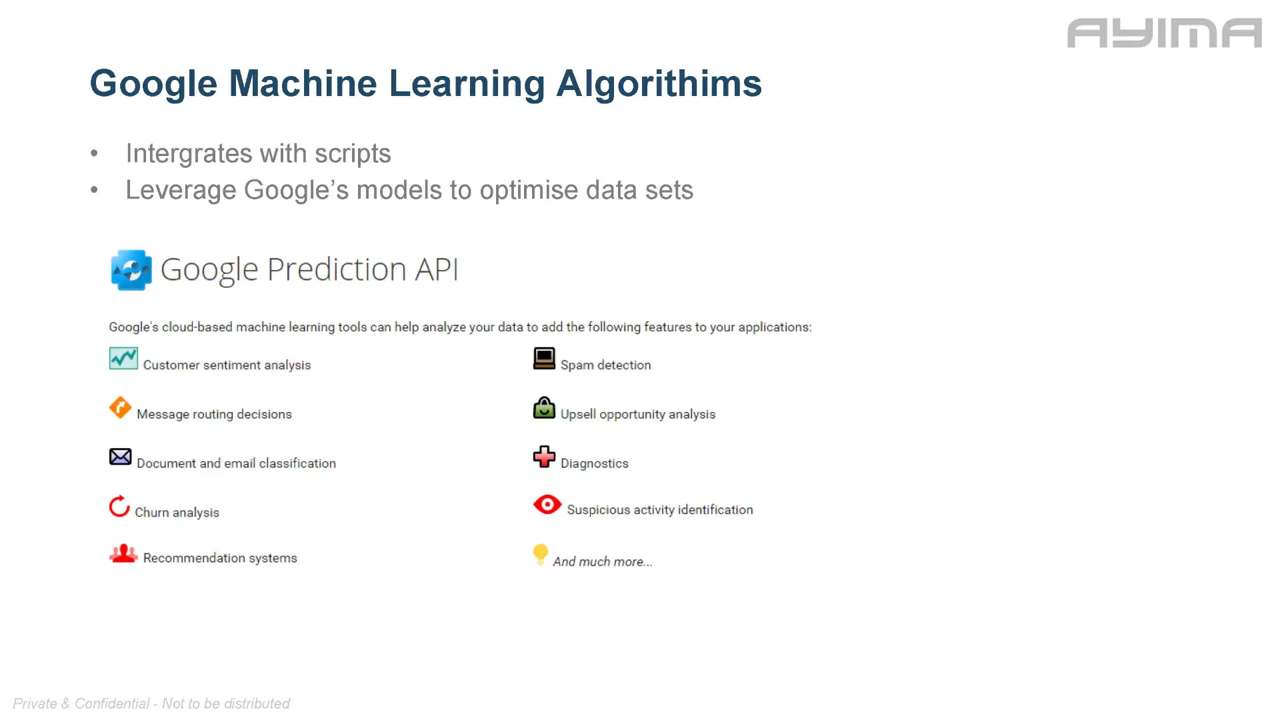 AYIMA
Google Machine Learning Algorithims
• Intergrates with scripts
• Leverage Google’s models to optimise data sets
Google Prediction API
Google's cloud-based machine learning tools can help analyze your data to add the following features to your applications:
Customer sentiment analysis
Message routing decisions
Document and email classification
Churn analysis
Recommendation systems
Spam detection
Upsell opportunity analysis
Diagnostics
Suspicious activity identification
And much more...
Private & Confidential - Not to be distributed